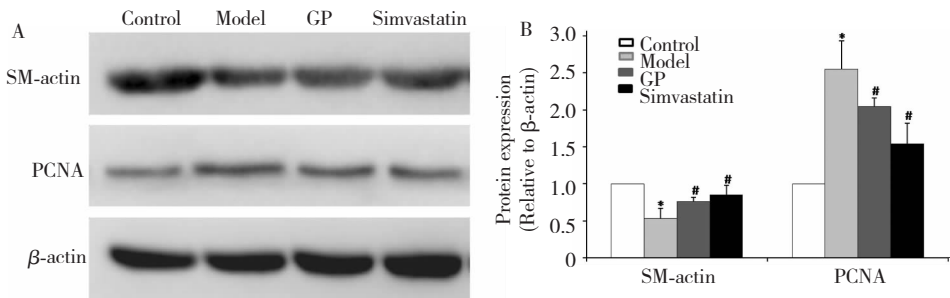 A
Control Model GP Simvastatin
SM-actin
PCNA
β-actin
B
Protein expression
(Relative to β-actin)
3.0
2.5
2.0
1.5
1.0
0.5
0
Control
Model
GP
Simvastatin
* # #
* # #
SM-actin PCNA